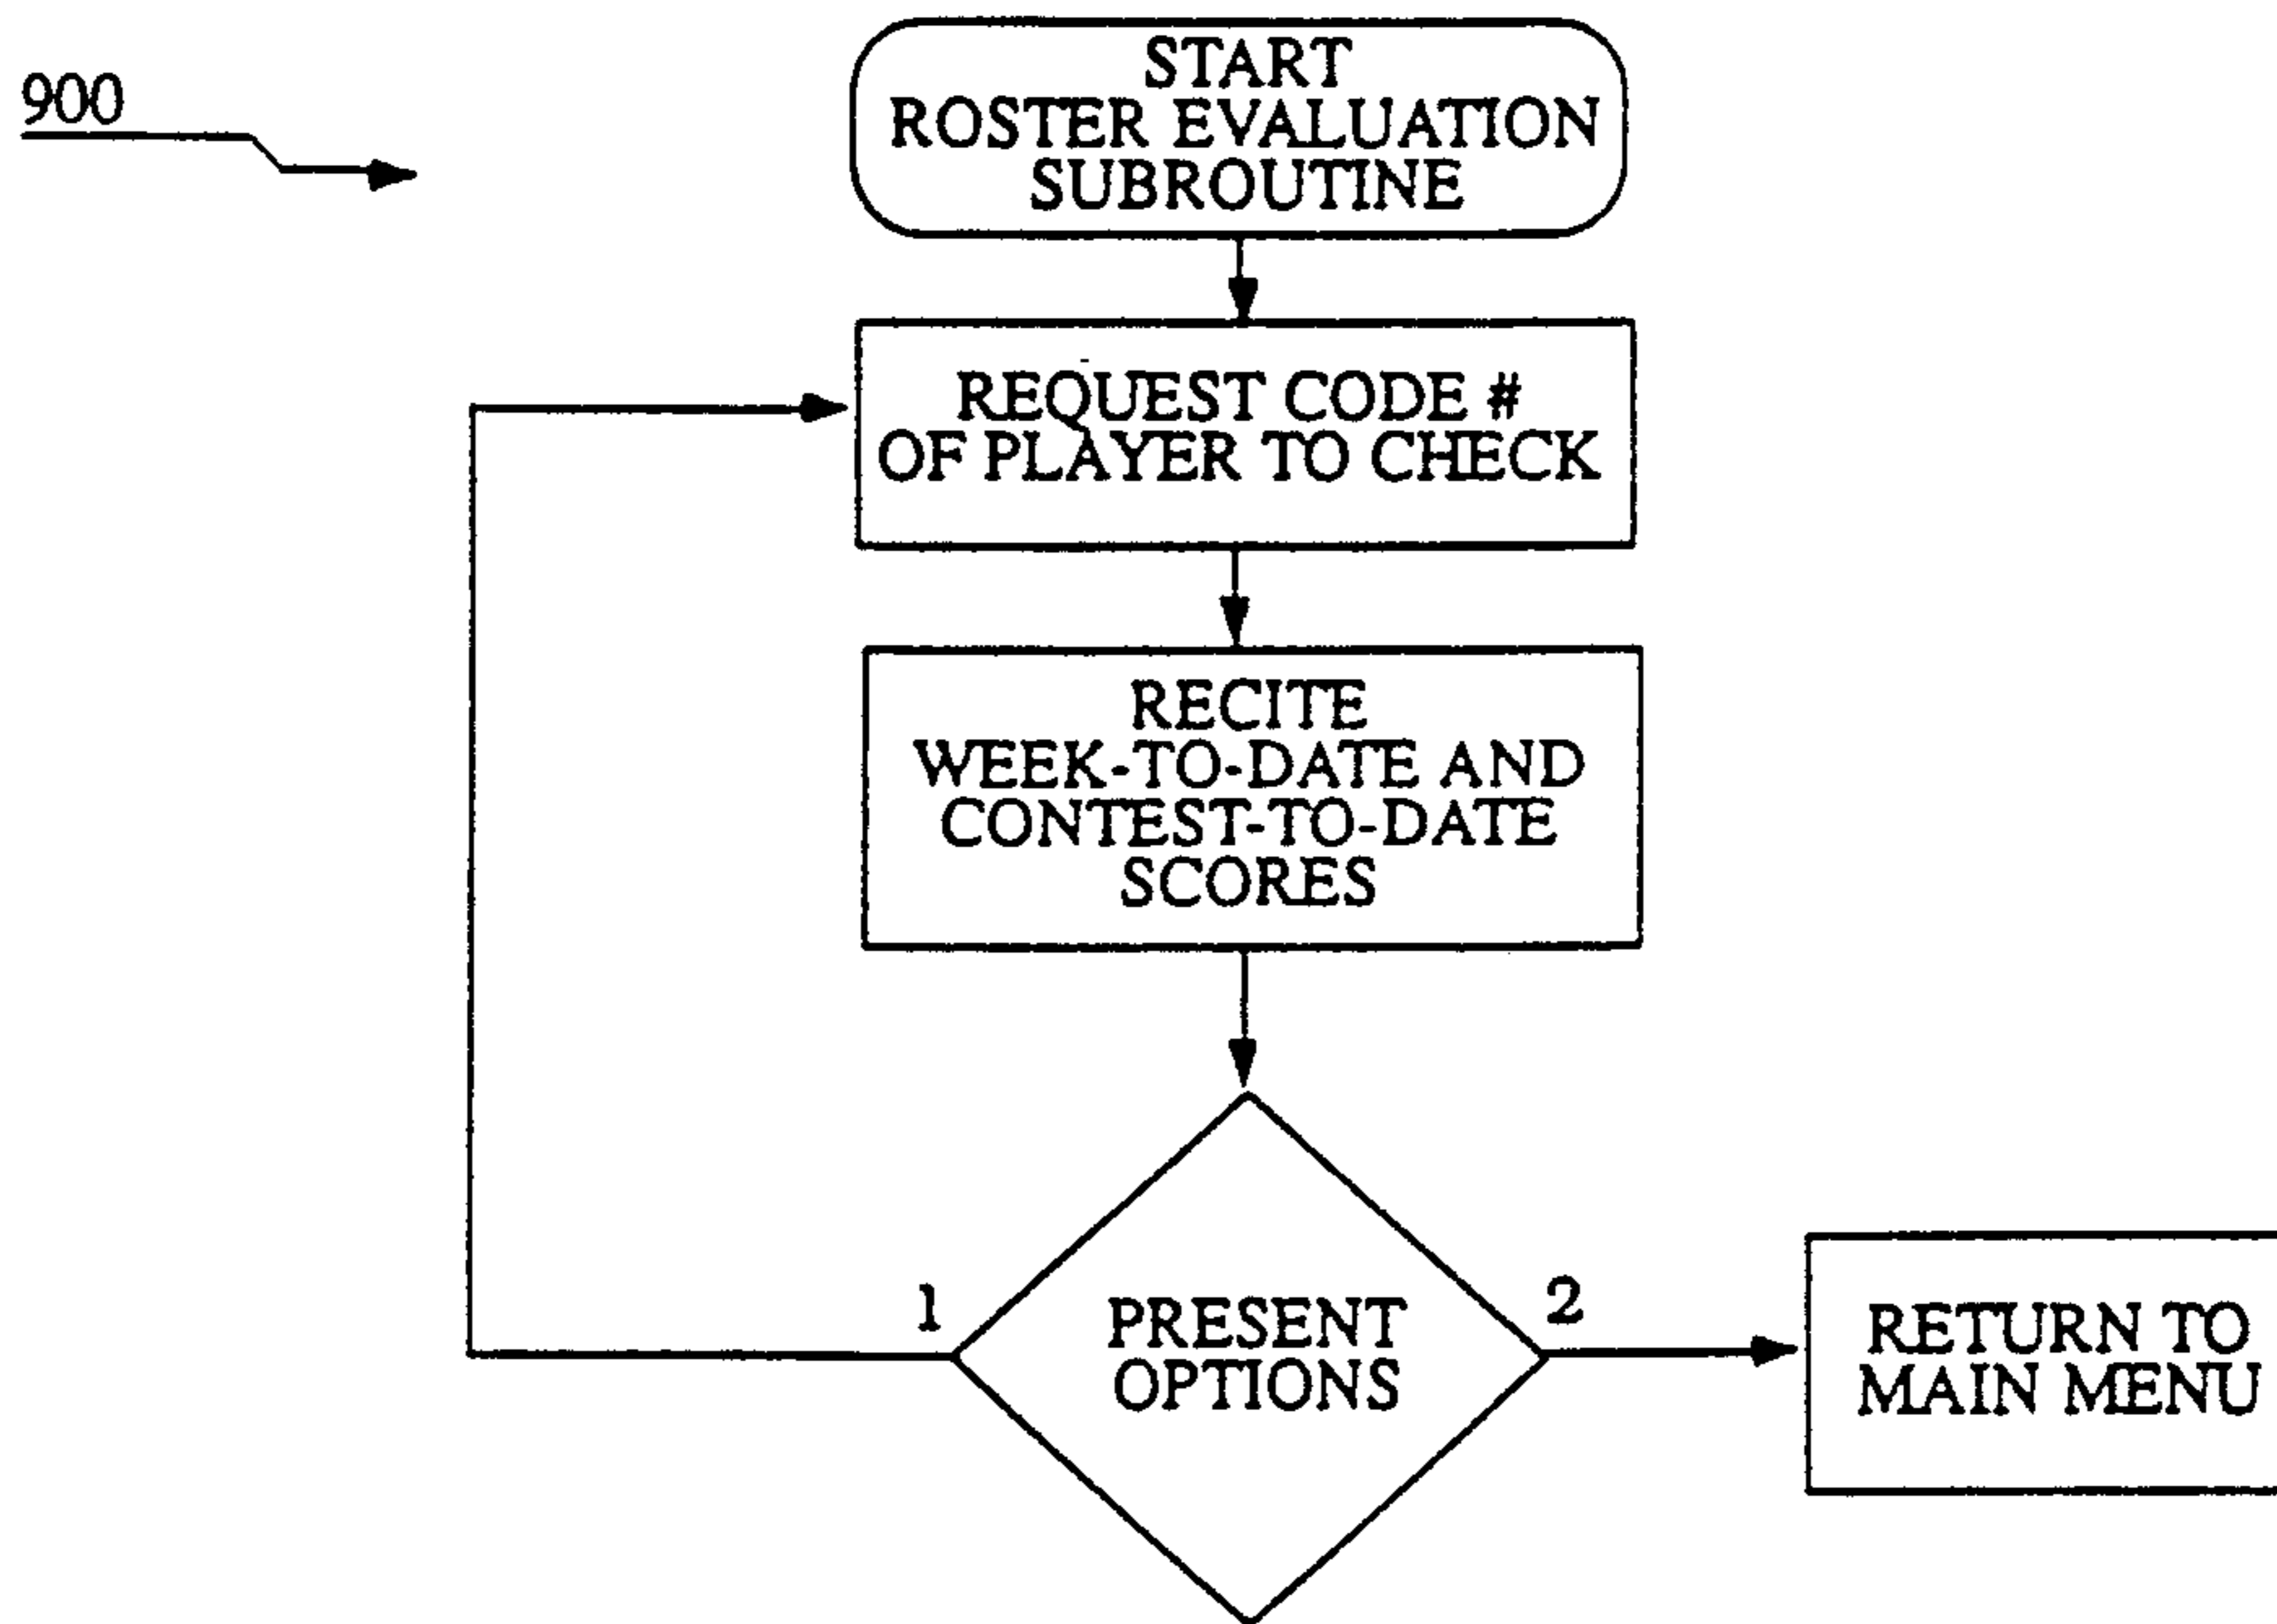 900
START
ROSTER EVALUATION
SUBROUTINE
REQUEST CODE #
OF PLAYER TO CHECK
RECITE
WEEK-TO-DATE AND
CONTEST-TO-DATE
SCORES
1
PRESENT
OPTIONS
2
RETURN TO
MAIN MENU